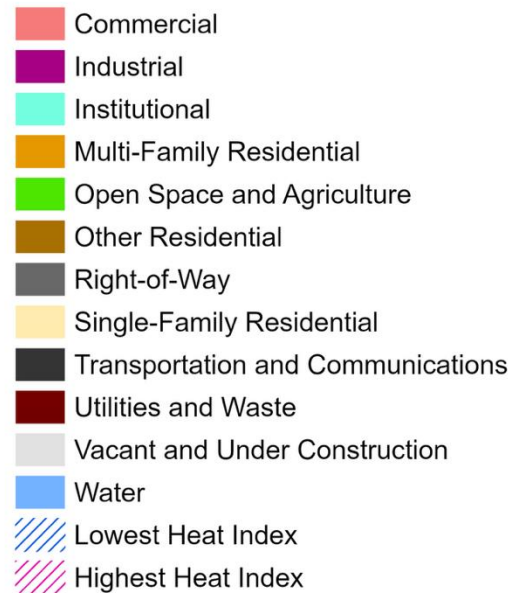 Commercial
Industrial
Institutional
Multi-Family Residential
Open Space and Agriculture
Other Residential
Right-of-Way
Single-Family Residential
Transportation and Communications
Utilities and Waste
Vacant and Under Construction
Water
Lowest Heat Index
Highest Heat Index